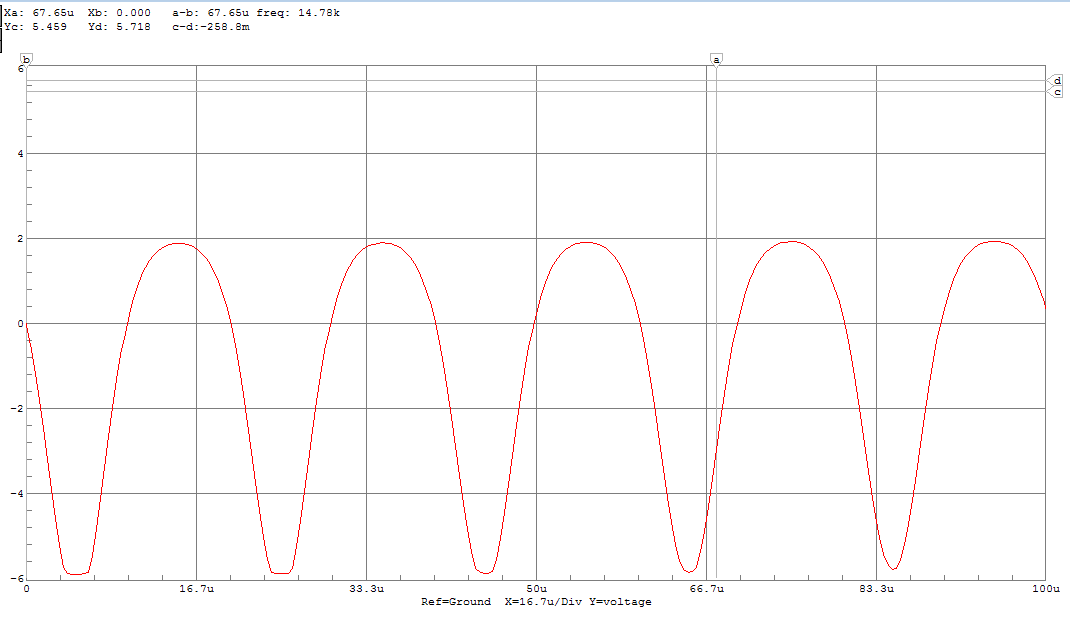 Xa: 67.65u Xb: 0.000 a-b: 67.65u freq: 14.78k
Yc: 5.459 Yd: 5.718 c-d:-258.8m
b
a
6
d
c
4
2
0
-2
-4
-6
0 16.7u 33.3u 50u 66.7u 83.3u 100u
Ref=Ground X=16.7u/Div Y=voltage